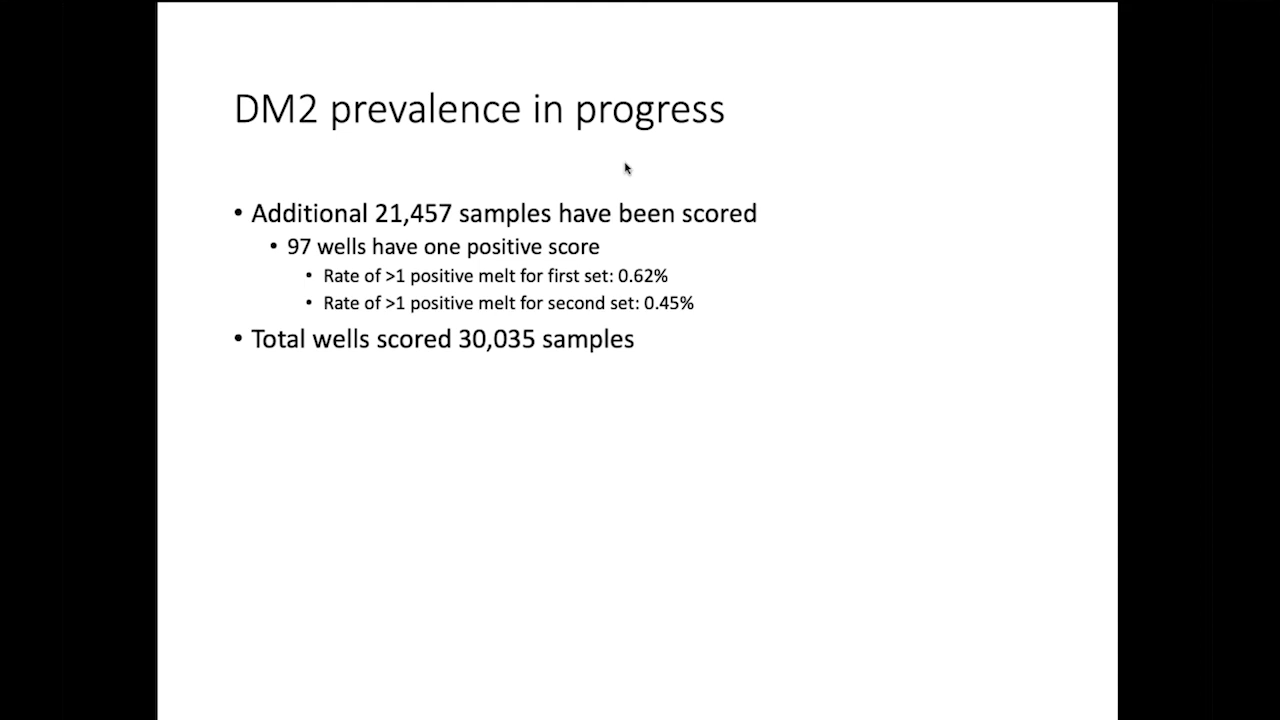 DM2 prevalence in progress
• Additional 21,457 samples have been scored
• 97 wells have one positive score
• Rate of >1 positive melt for first set: 0.62%
• Rate of >1 positive melt for second set: 0.45%
• Total wells scored 30,035 samples